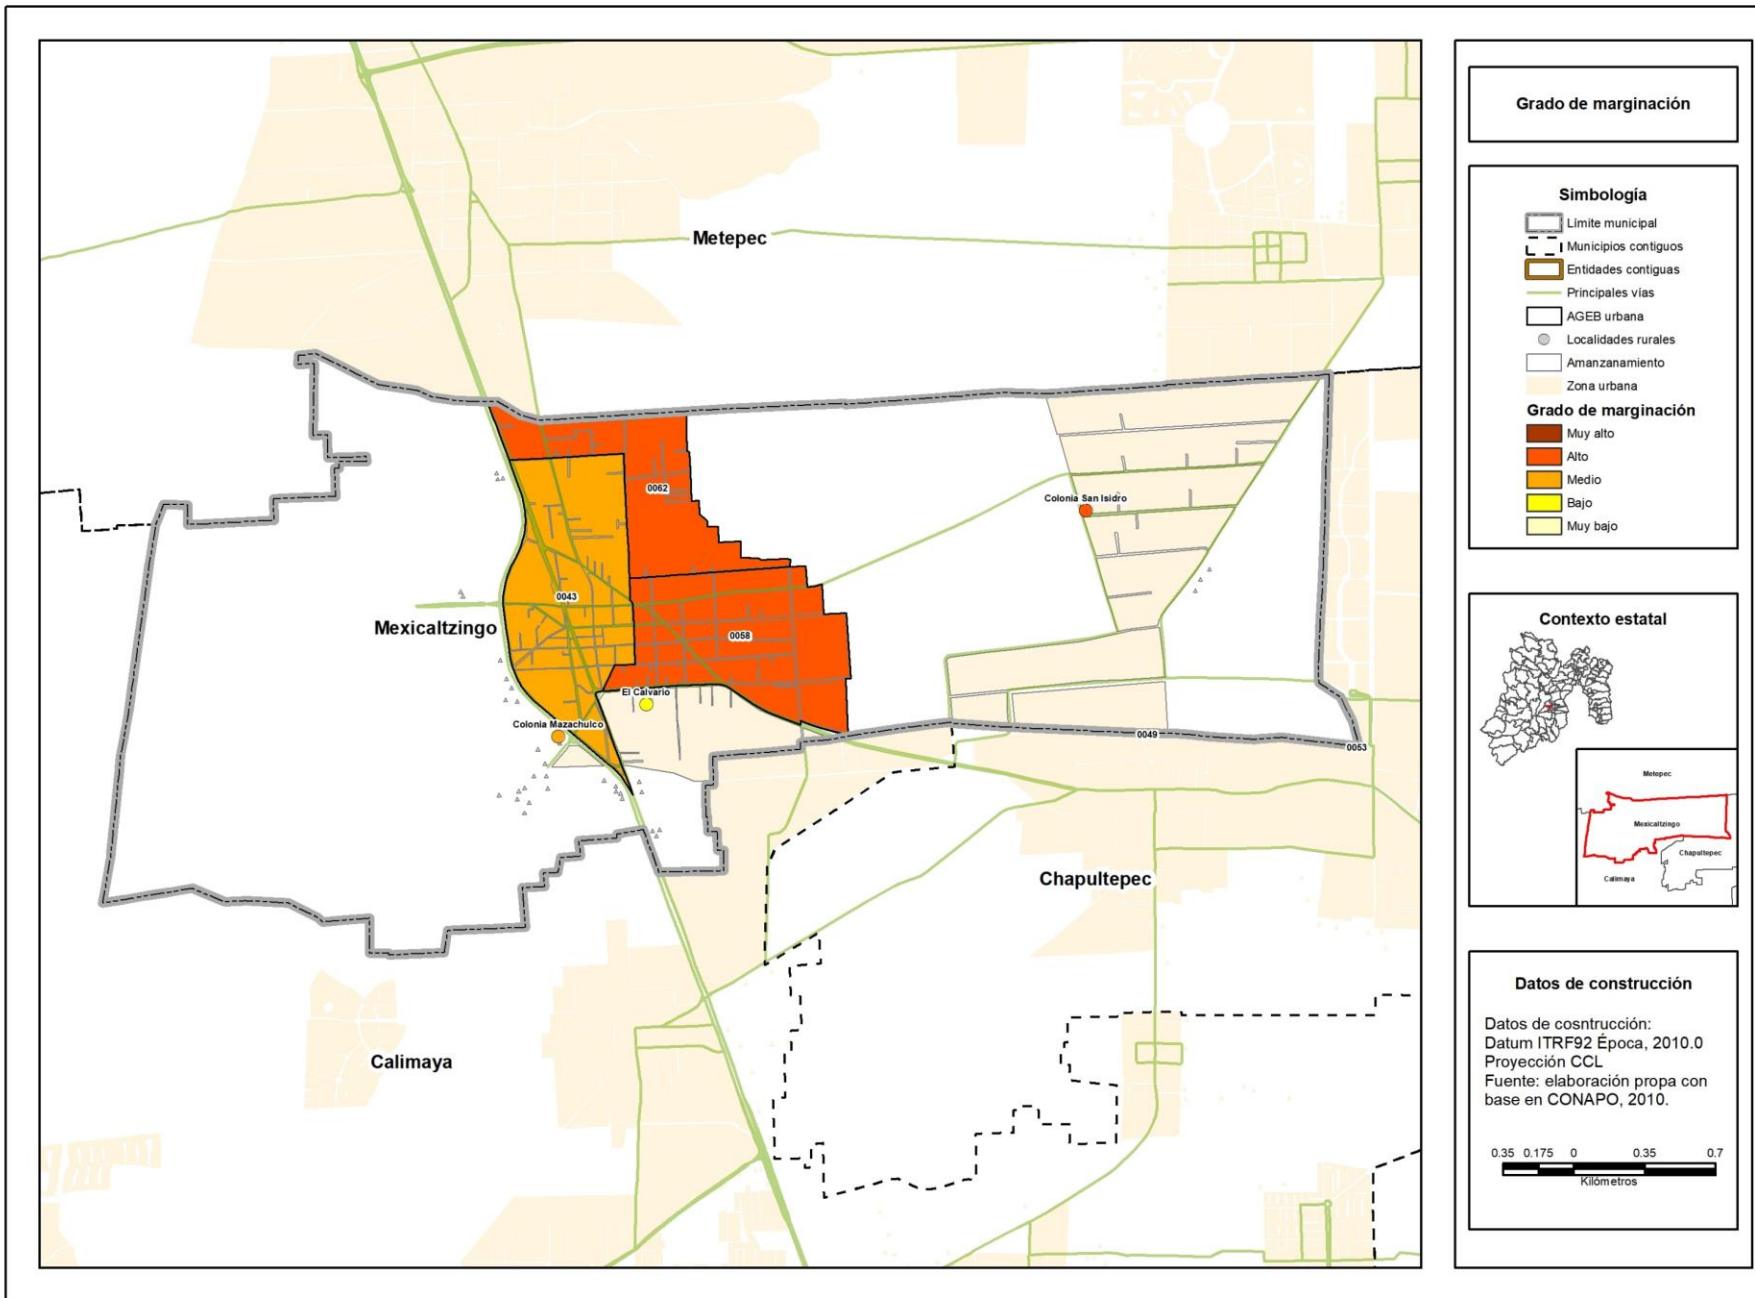 Metepec
0062
Colonia San Isidro
0043
Mexicaltzingo
0058
El Calvario
Colonia Mazachulco
0049
0053
Chapultepec
Calimaya
Grado de marginación
Simbología
Límite municipal
Municipios contiguos
Entidades contiguas
Principales vías
AGEB urbana
Localidades rurales
Amanzanamiento
Zona urbana
Grado de marginación
Muy alto
Alto
Medio
Bajo
Muy bajo
Contexto estatal
Metepec
Mexicaltzingo
Chapultepec
Calimaya
Datos de construcción
Datos de cosntrucción:
Datum ITRF92 Época, 2010.0
Proyección CCL
Fuente: elaboración propa con
base en CONAPO, 2010.
0.35 0.175 0 0.35 0.7
Kilómetros